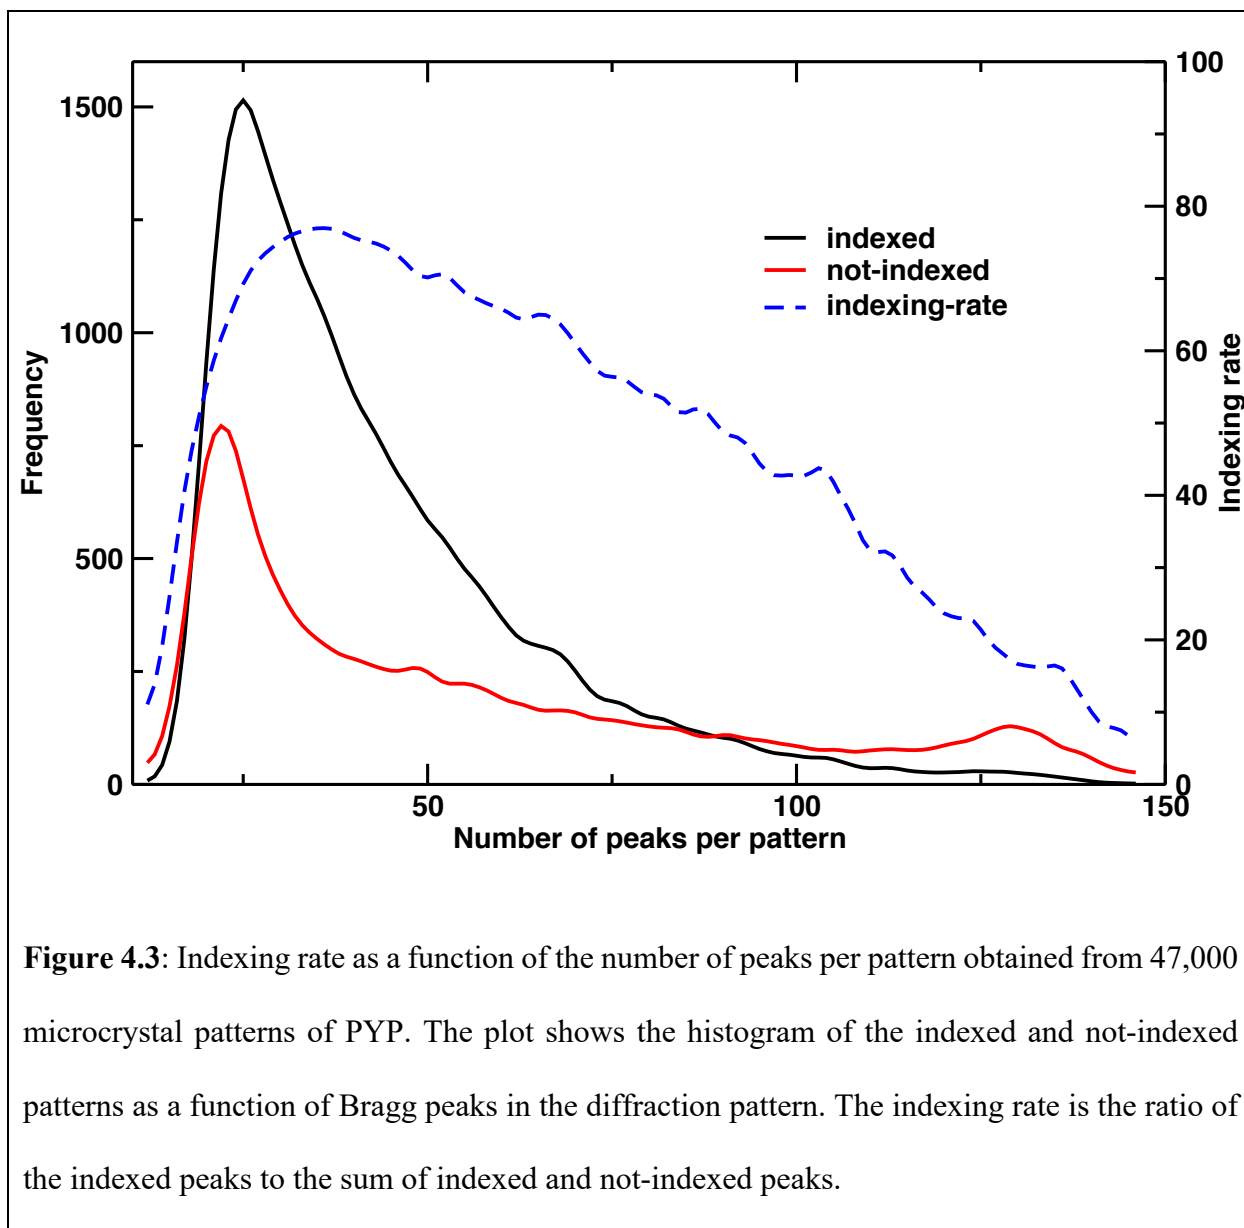 1500
1000
500
0
Frequency
50
100
150
Number of peaks per pattern
100
80
60
40
20
0
Indexing rate
indexed
not-indexed
indexing-rate
Figure 4.3: Indexing rate as a function of the number of peaks per pattern obtained from 47,000
microcrystal patterns of PYP. The plot shows the histogram of the indexed and not-indexed
patterns as a function of Bragg peaks in the diffraction pattern. The indexing rate is the ratio of
the indexed peaks to the sum of indexed and not-indexed peaks.